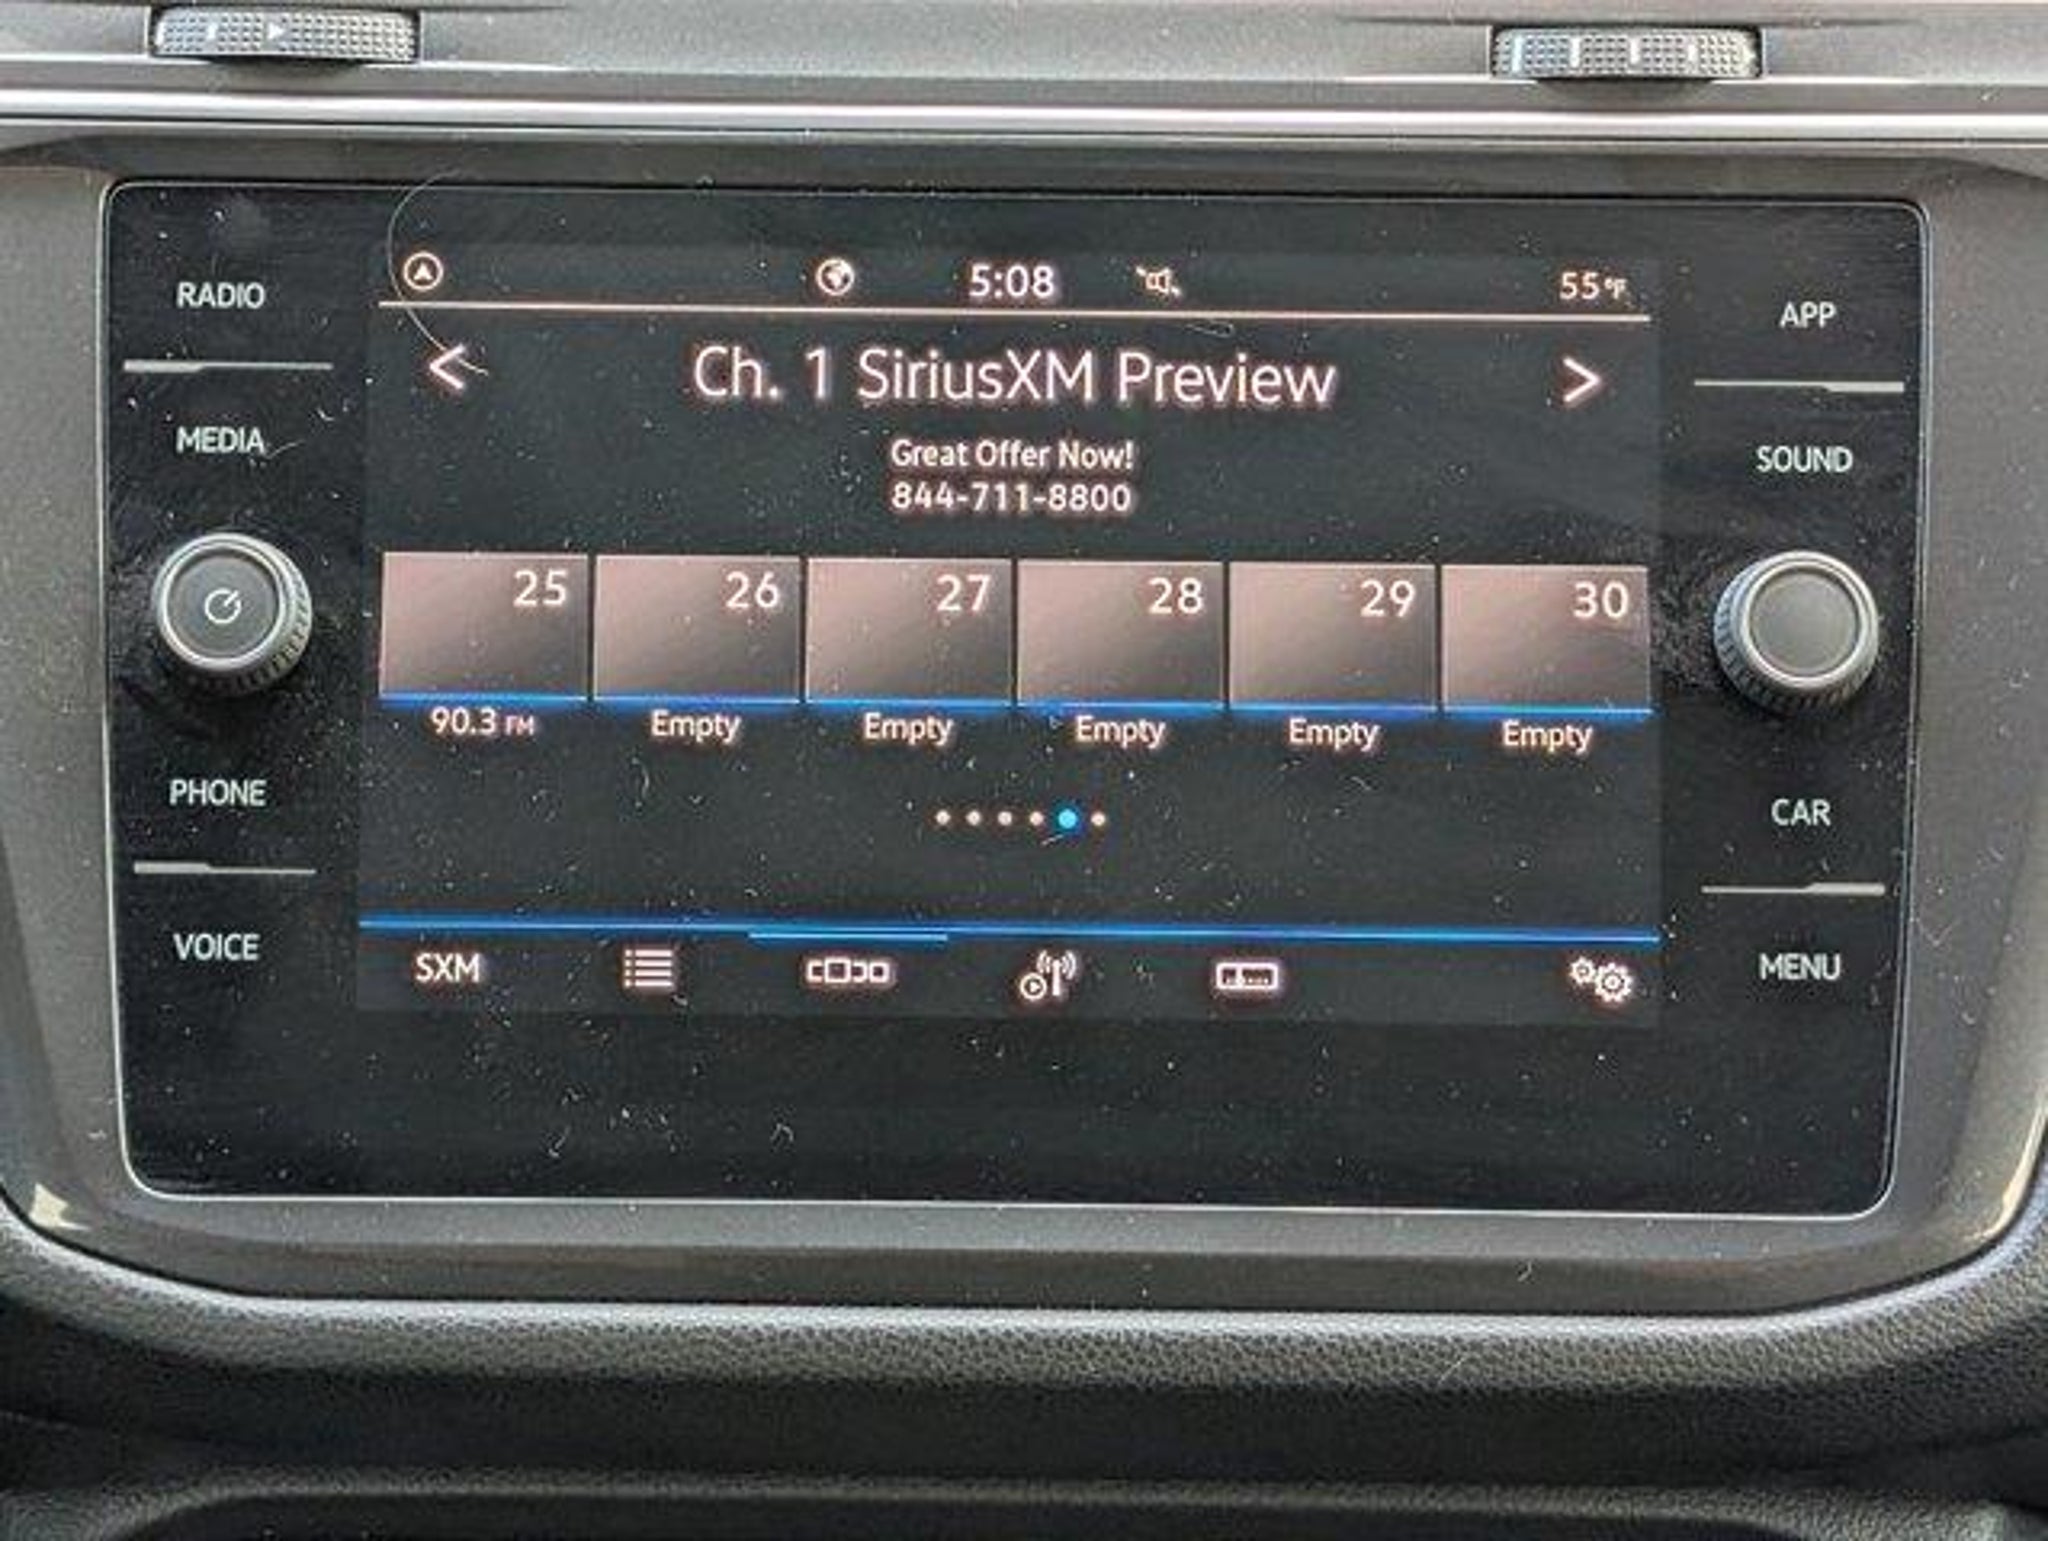 RADIO
MEDIA
PHONE
VOICE
5:08
55°F
< Ch. 1 SiriusXM Preview >
Great Offer Now!
844-711-8800
25 26 27 28 29 30
90.3 FM Empty Empty Empty Empty Empty
SXM
APP
SOUND
CAR
MENU